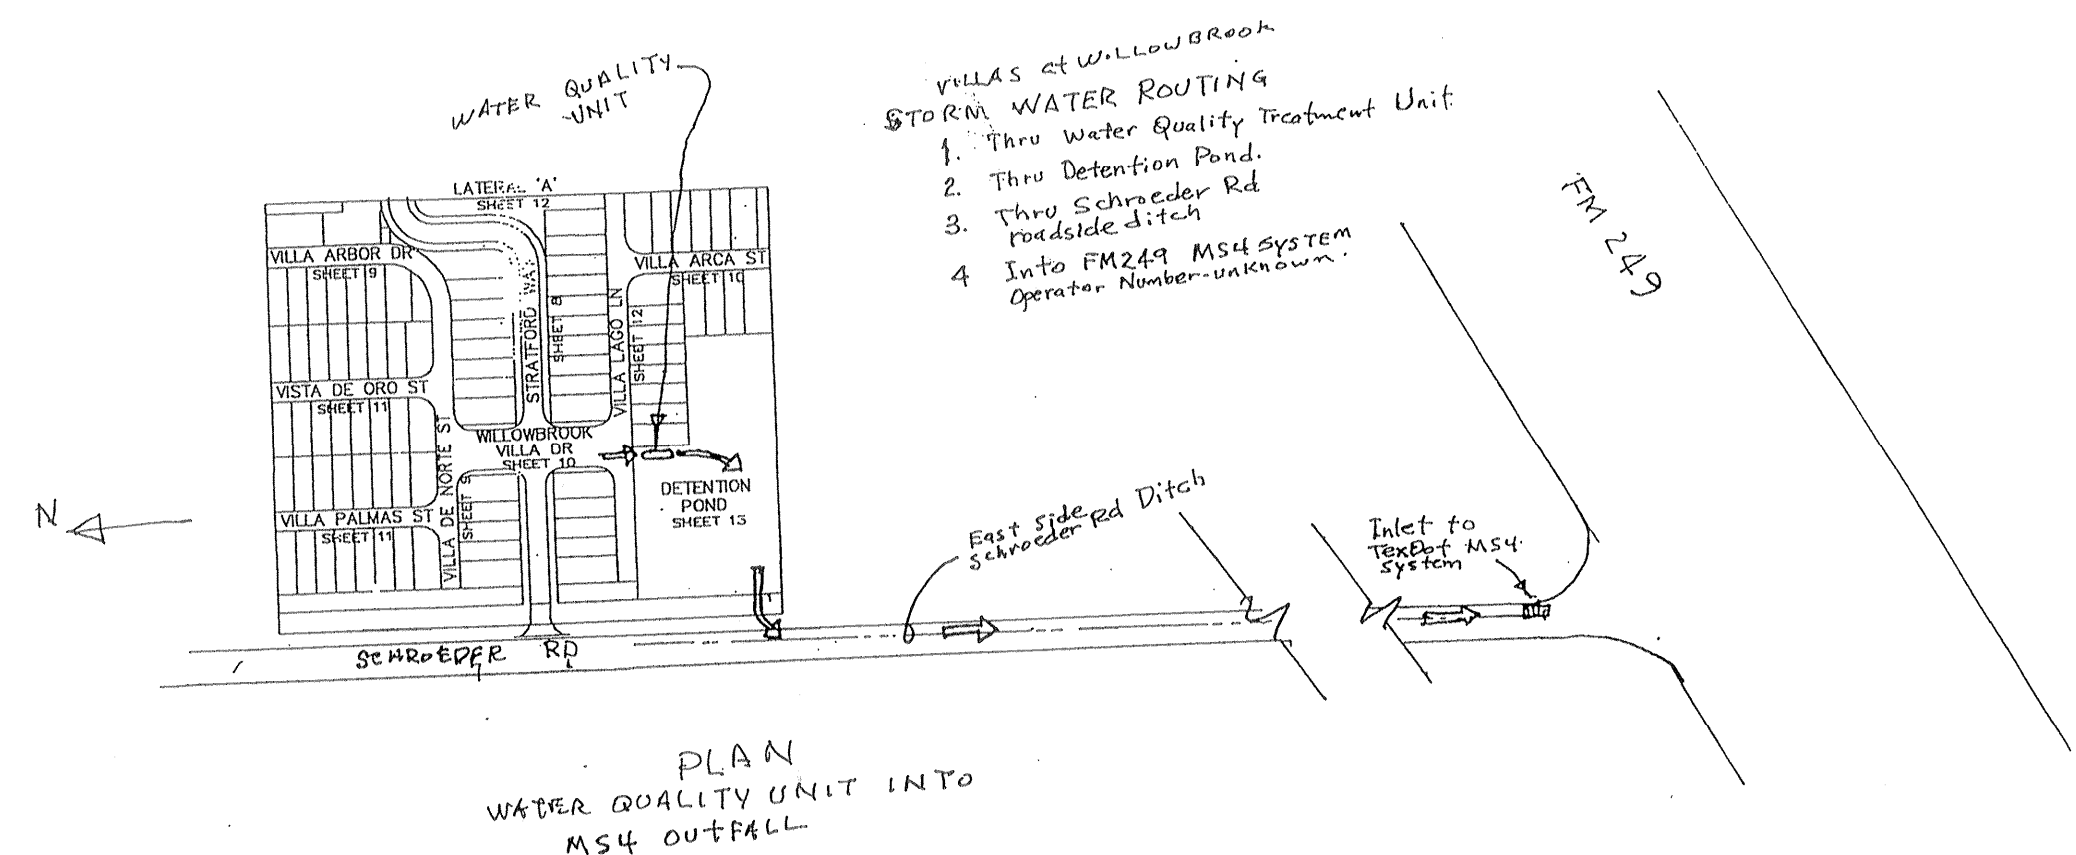 WATER QUALITY
UNIT
VILLAS at WILLOWBROOK
STORM WATER ROUTING
1. Thru Water Quality Treatment Unit
2. Thru Detention Pond.
3. Thru Schroeder Rd
roadside ditch
4 Into FM249 MS4 SYSTEM
Operator Number-unknown.
FM 249
LATERAL 'A'
SHEET 12
VILLA ARBOR DR
SHEET 9
VILLA ARCA ST
SHEET 10
STRATFORD WAY
SHEET 8
VILLA LAGO LN
SHEET 12
VISTA DE ORO ST
SHEET 11
WILLOWBROOK
VILLA DR
SHEET 10
VILLA DE NORTE ST
SHEET 9
DETENTION
POND
SHEET 13
VILLA PALMAS ST
SHEET 11
N
East side
Schroeder Rd Ditch
Inlet to
TexDot MS4
system
SCHROEDER RD
PLAN
WATER QUALITY UNIT INTO
MS4 OUTFALL